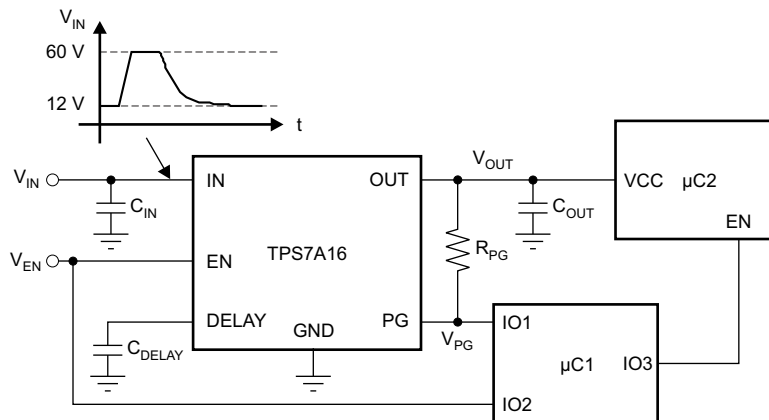 V_IN
60 V
12 V
t
V_IN
C_IN
IN
OUT
V_OUT
C_OUT
VCC
µC2
EN
V_EN
EN
TPS7A16
R_PG
DELAY
GND
PG
V_PG
IO1
C_DELAY
µC1
IO3
IO2